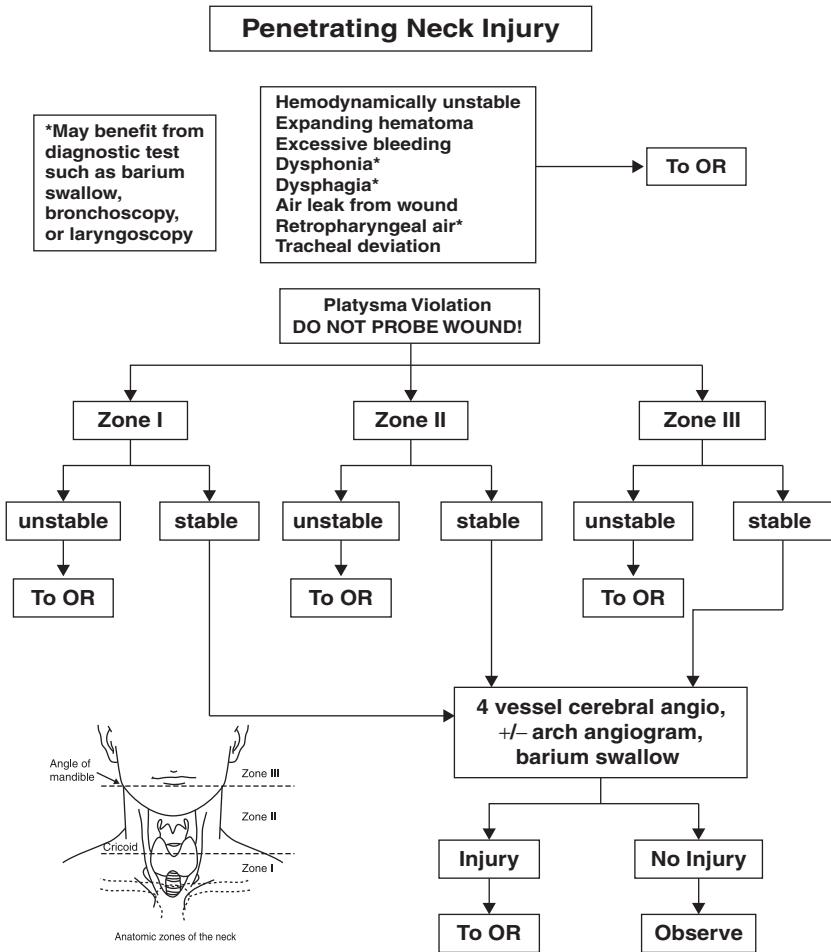 Penetrating Neck Injury
*May benefit from
diagnostic test
such as barium
swallow,
bronchoscopy,
or laryngoscopy
Hemodynamically unstable
Expanding hematoma
Excessive bleeding
Dysphonia*
Dysphagia*
Air leak from wound
Retropharyngeal air*
Tracheal deviation
To OR
Platysma Violation
DO NOT PROBE WOUND!
Zone I
Zone II
Zone III
unstable
stable
unstable
stable
unstable
stable
To OR
To OR
To OR
4 vessel cerebral angio,
+/– arch angiogram,
barium swallow
Angle of
mandible
Zone III
Zone II
Cricoid
Zone I
Anatomic zones of the neck
Injury
No Injury
To OR
Observe